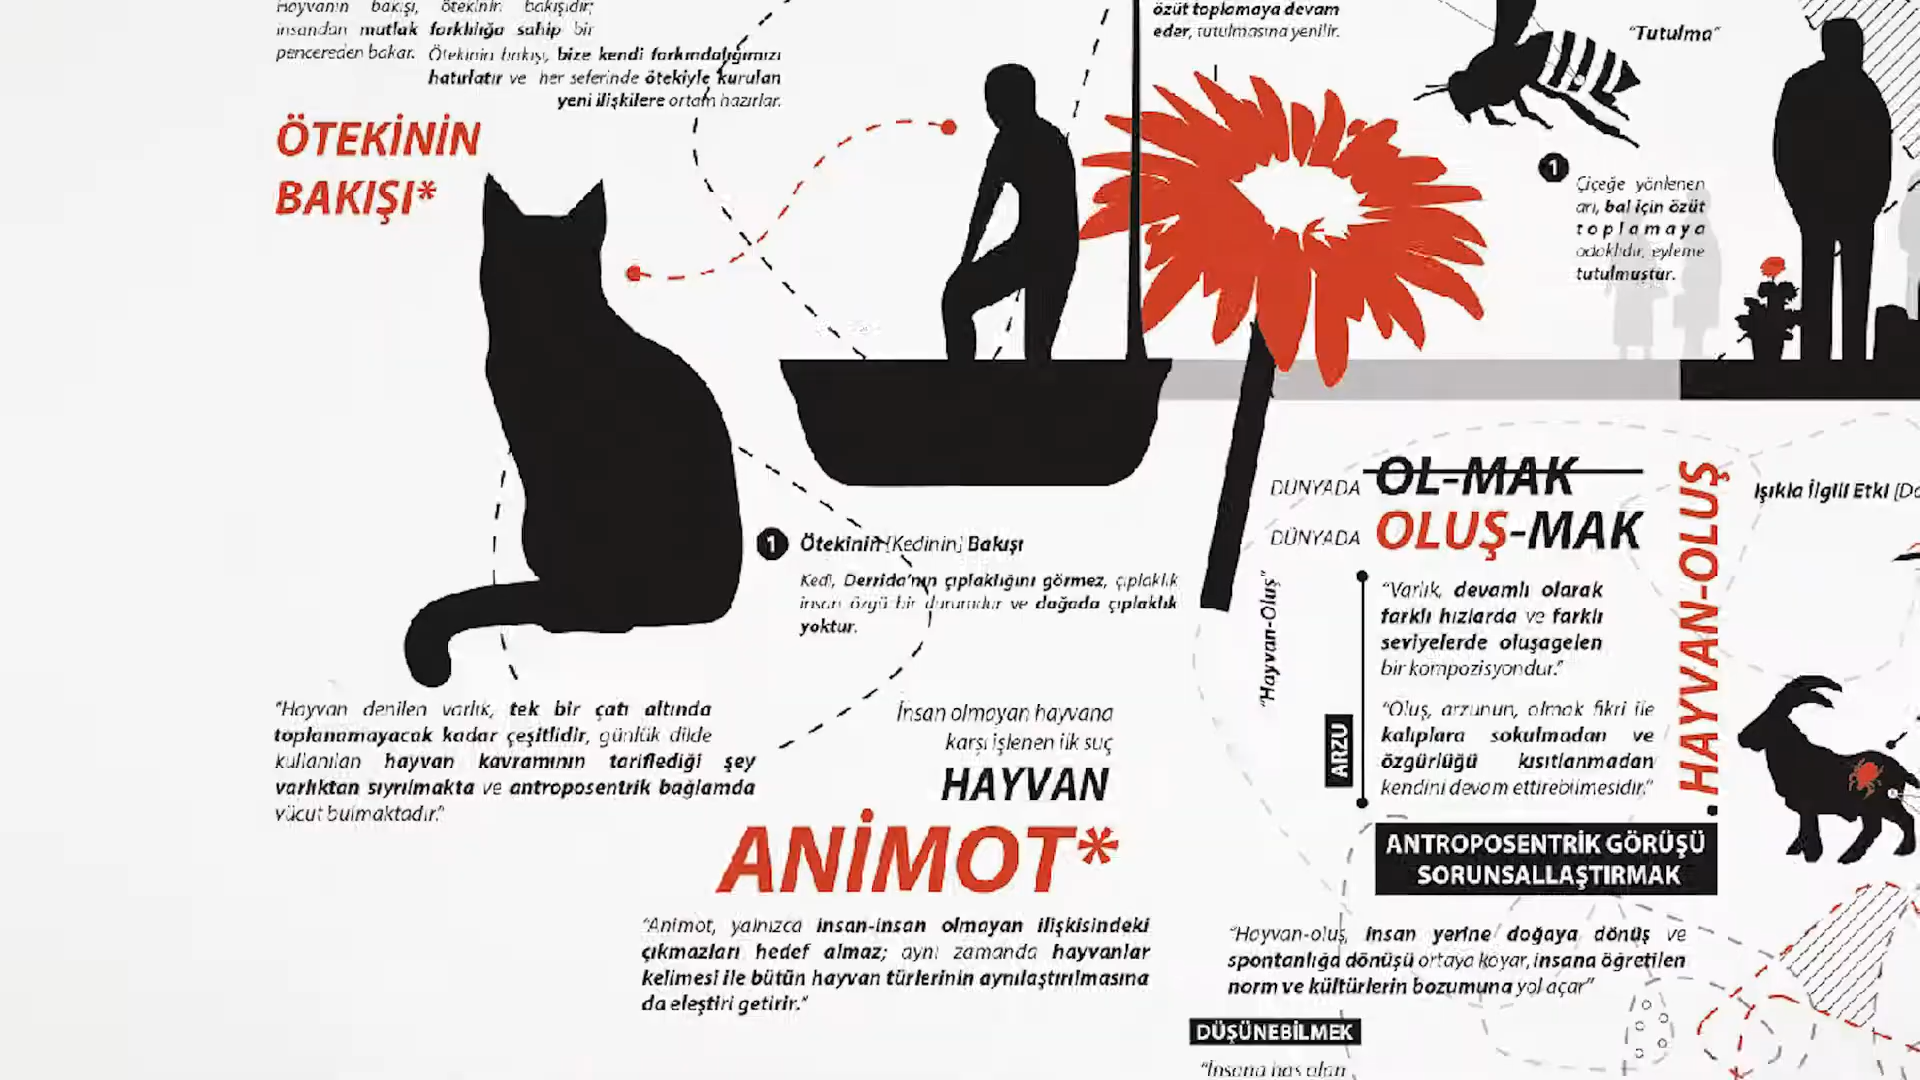 Hayvanın bakışı, ötekinin bakışıdır;
insandan mutlak farklılığa sahip bir
pencereden bakar.
Ötekinin bakışı, bize kendi farkındalığımızı
hatırlatır ve her seferinde ötekiyle kurulan
yeni ilişkilere ortam hazırlar.
ÖTEKİNİN
BAKIŞI*
özüt toplamaya devam
eder, tutulmasına yenilir.
"Tutulma"
1
Çiçeğe yönlenen
arı, bal için özüt
toplamaya
odaklıdır, eyleme
tutulmuştur.
1
Ötekinin [Kedinin] Bakışı
Kedi, Derrida'nın çıplaklığını görmez, çıplaklık
insan özgü bir durumdur ve doğada çıplaklık
yoktur.
"Hayvan denilen varlık, tek bir çatı altında
toplanamayacak kadar çeşitlidir, günlük dilde
kullanılan hayvan kavramının tariflediği şey
varlıktan sıyrılmakta ve antroposentrik bağlamda
vücut bulmaktadır."
İnsan olmayan hayvana
karşı işlenen ilk suç
HAYVAN
ANİMOT*
"Animot, yalnızca insan-insan olmayan ilişkisindeki
çıkmazları hedef almaz; aynı zamanda hayvanlar
kelimesi ile bütün hayvan türlerinin aynılaştırılmasına
da eleştiri getirir."
DÜNYADA OL-MAK
DÜNYADA OLUŞ-MAK
"Hayvan-Oluş"
ARZU
"Varlık, devamlı olarak
farklı hızlarda ve farklı
seviyelerde oluşagelen
bir kompozisyondur."
"Oluş, arzunun, olmak fikri ile
kalıplara sokulmadan ve
özgürlüğü kısıtlanmadan
kendini devam ettirebilmesidir."
HAYVAN-OLUŞ
Işıkla İlgili Etki
ANTROPOSENTRİK GÖRÜŞÜ
SORUNSALLAŞTIRMAK
"Hayvan-oluş, insan yerine doğaya dönüş ve
spontanlığa dönüşü ortaya koyar, insana öğretilen
norm ve kültürlerin bozumuna yol açar"
DÜŞÜNEBİLMEK
"İnsana has olan